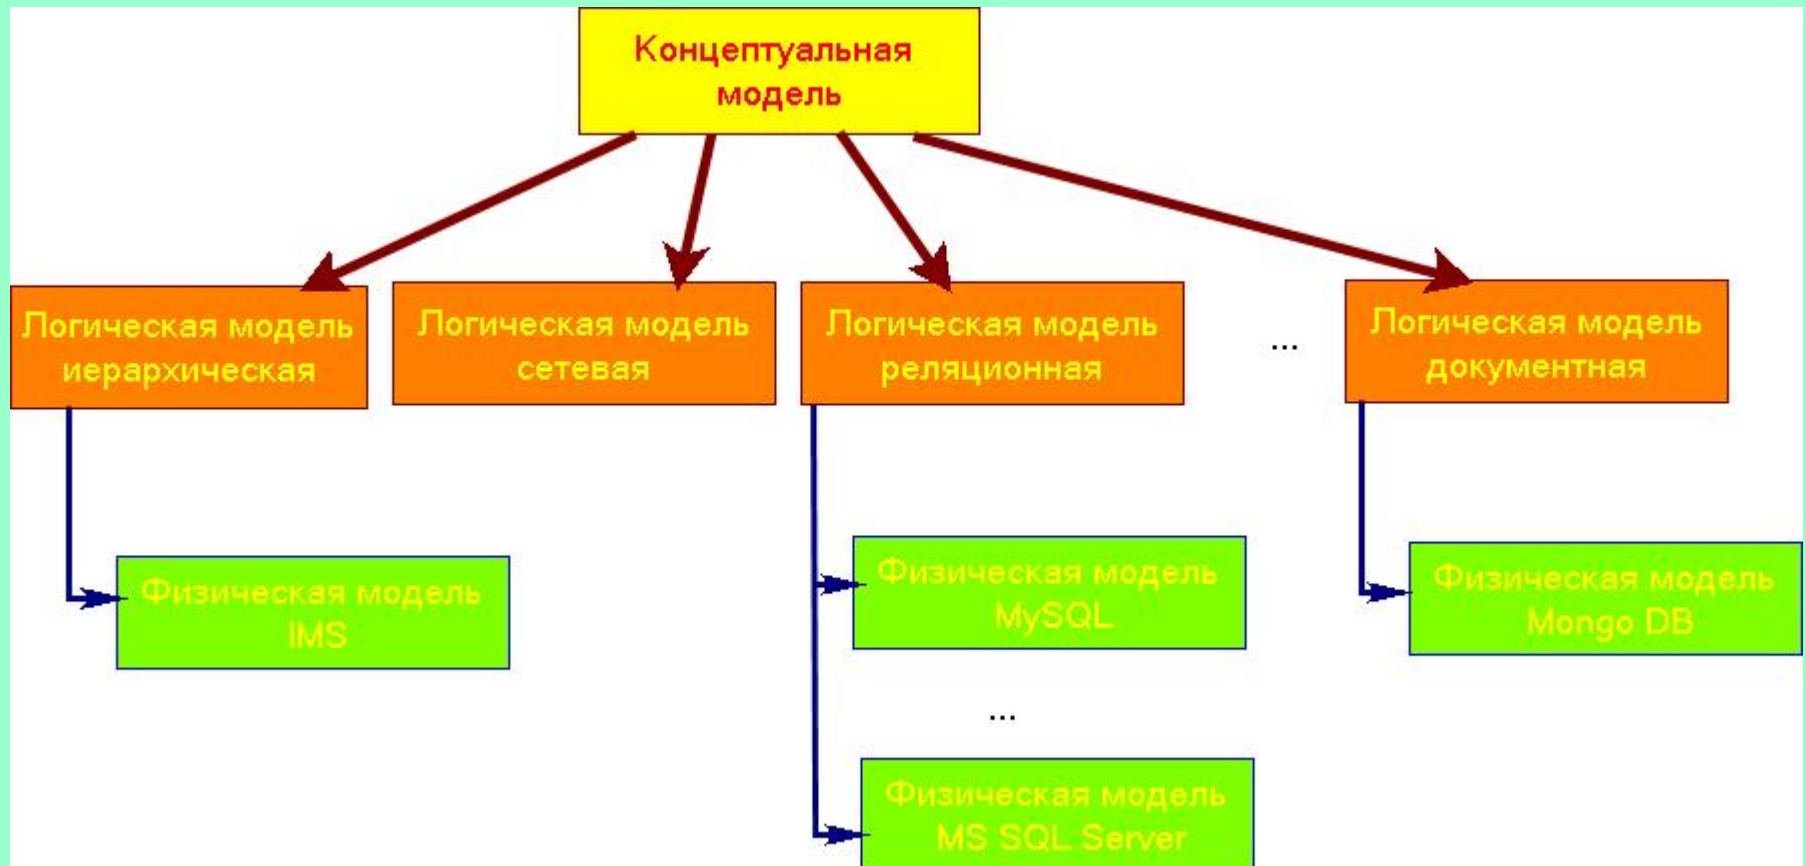 Концептуальная
модель
Логическая модель
иерархическая
Логическая модель
сетевая
Логическая модель
реляционная
...
Логическая модель
документная
Физическая модель
IMS
Физическая модель
MySQL
...
Физическая модель
MS SQL Server
Физическая модель
Mongo DB